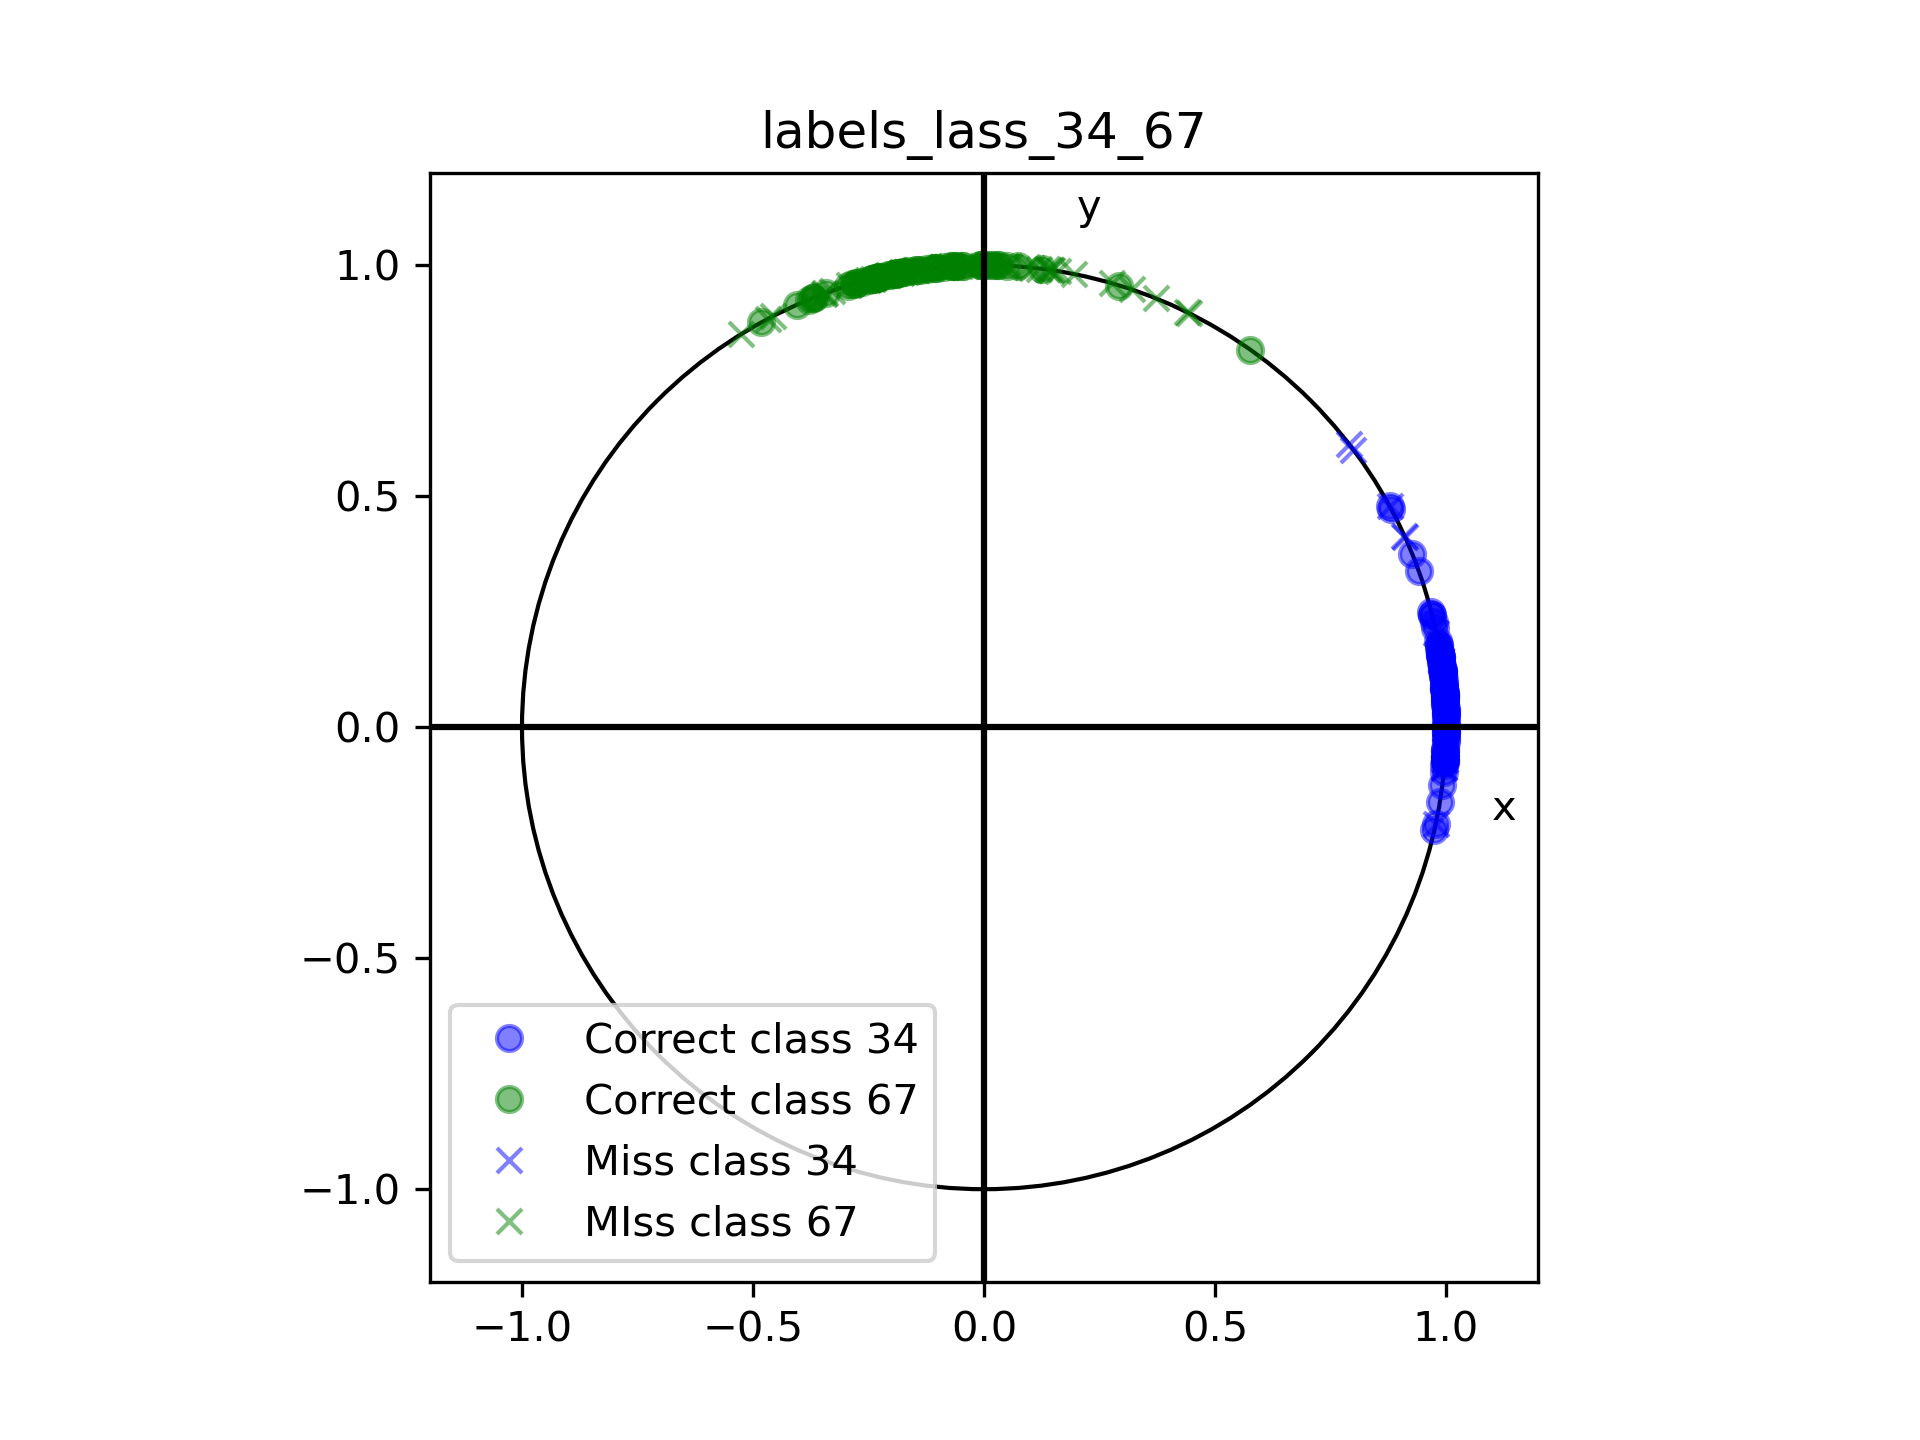 labels_lass_34_67
y
1.0
0.5
0.0
x
−0.5
−1.0
Correct class 34
Correct class 67
Miss class 34
MIss class 67
−1.0 −0.5 0.0 0.5 1.0